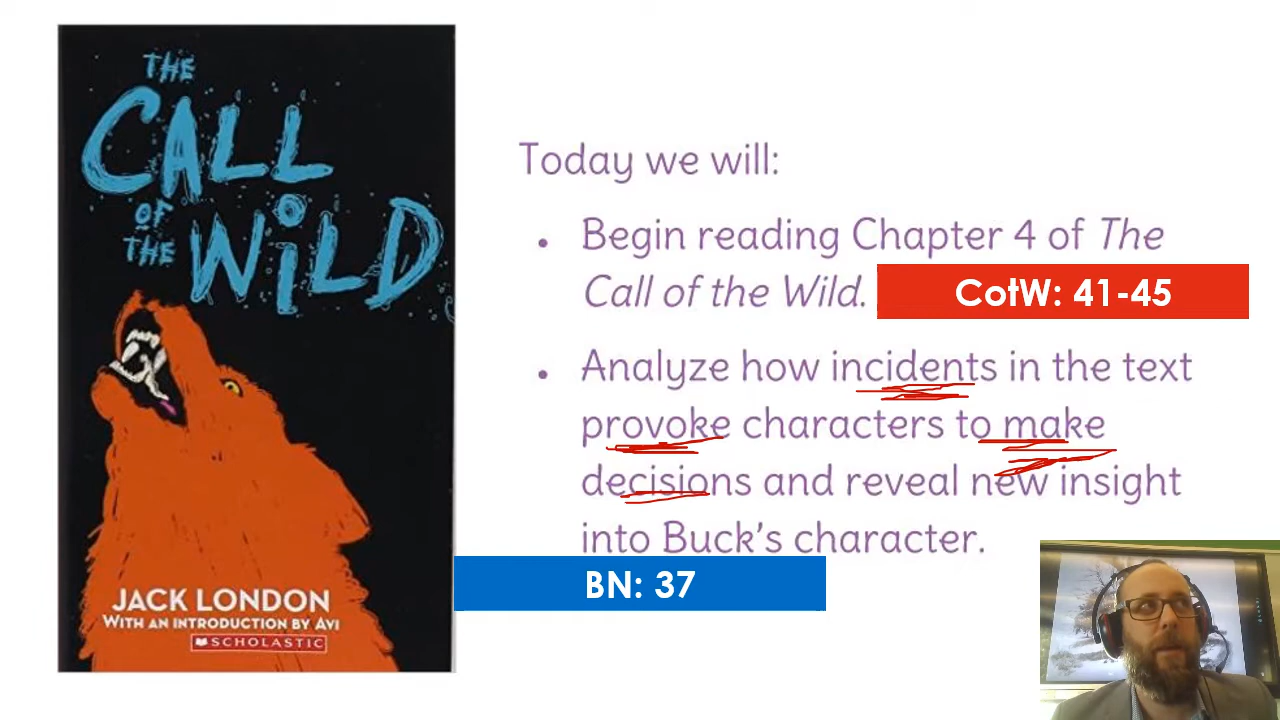 THE
CALL
OF
THE
WiLD
JACK LONDON
WITH AN INTRODUCTION BY AVI
SCHOLASTIC
Today we will:
• Begin reading Chapter 4 of The
Call of the Wild.
CotW: 41-45
• Analyze how incidents in the text
provoke characters to make
decisions and reveal new insight
into Buck's character.
BN: 37